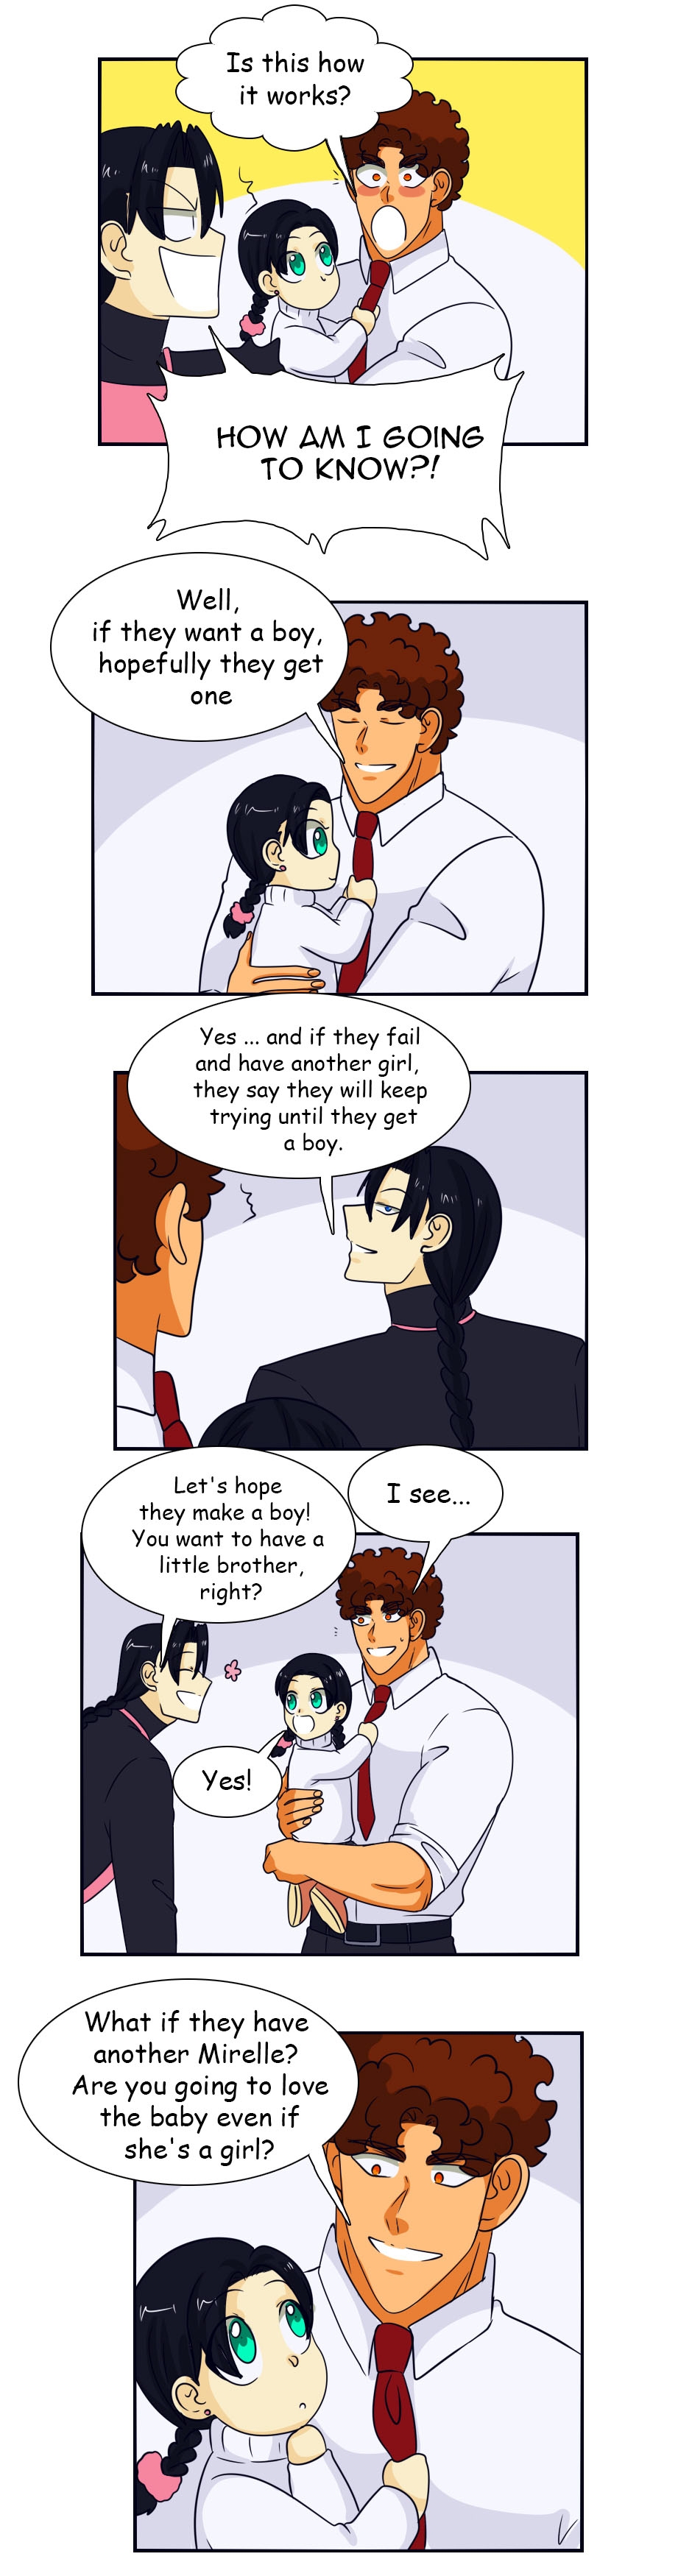 Is this how
it works?
HOW AM I GOING
TO KNOW?!
Well,
if they want a boy,
hopefully they get
one
Yes ... and if they fail
and have another girl,
they say they will keep
trying until they get
a boy.
Let's hope
they make a boy!
You want to have a
little brother,
right?
I see...
Yes!
What if they have
another Mirelle?
Are you going to love
the baby even if
she's a girl?